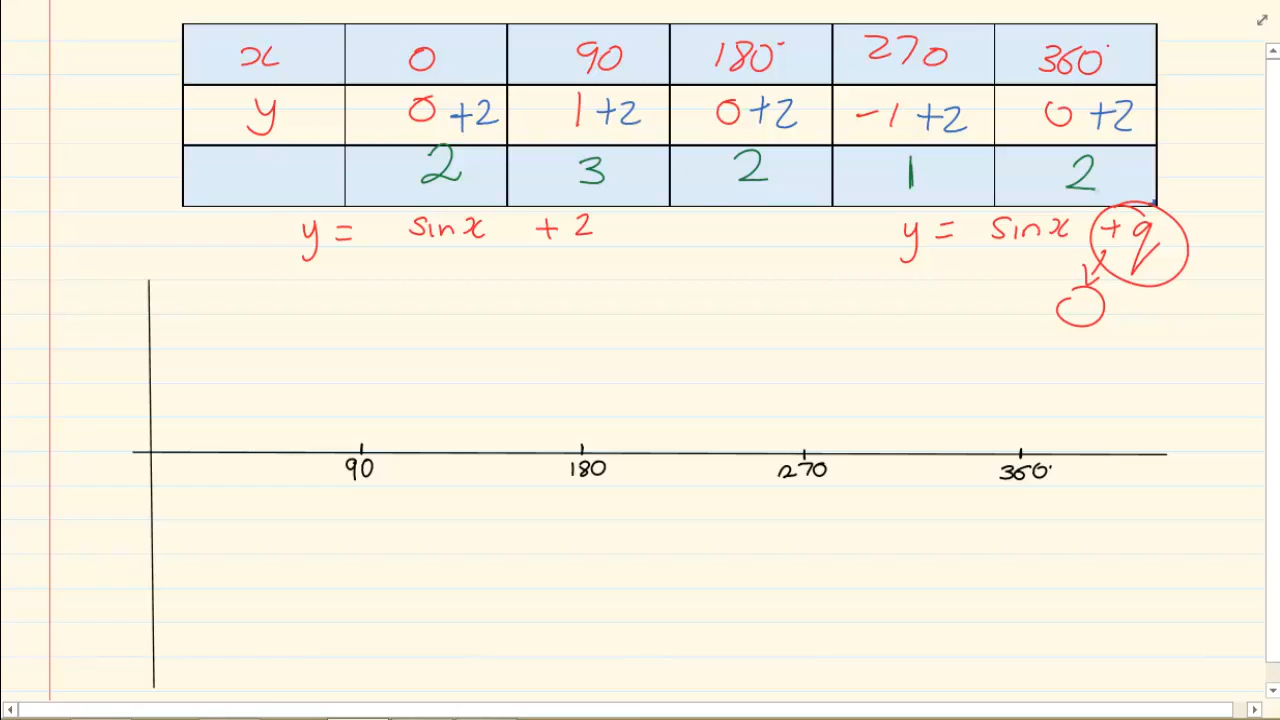 x 0 90 180° 270 360°
y 0 +2 1 +2 0 +2 -1 +2 0 +2
2 3 2 1 2
y = sin x + 2 y = sin x + q
90 180 270 360°